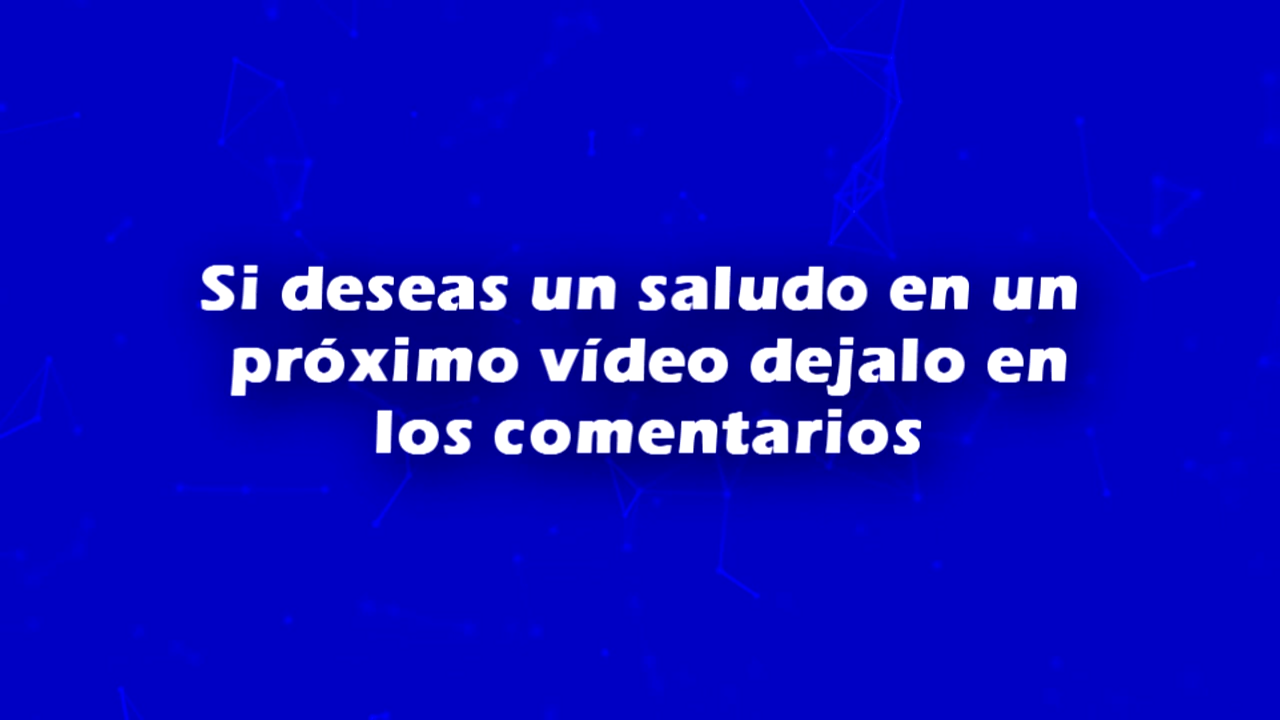 Si deseas un saludo en un
próximo vídeo dejalo en
los comentarios